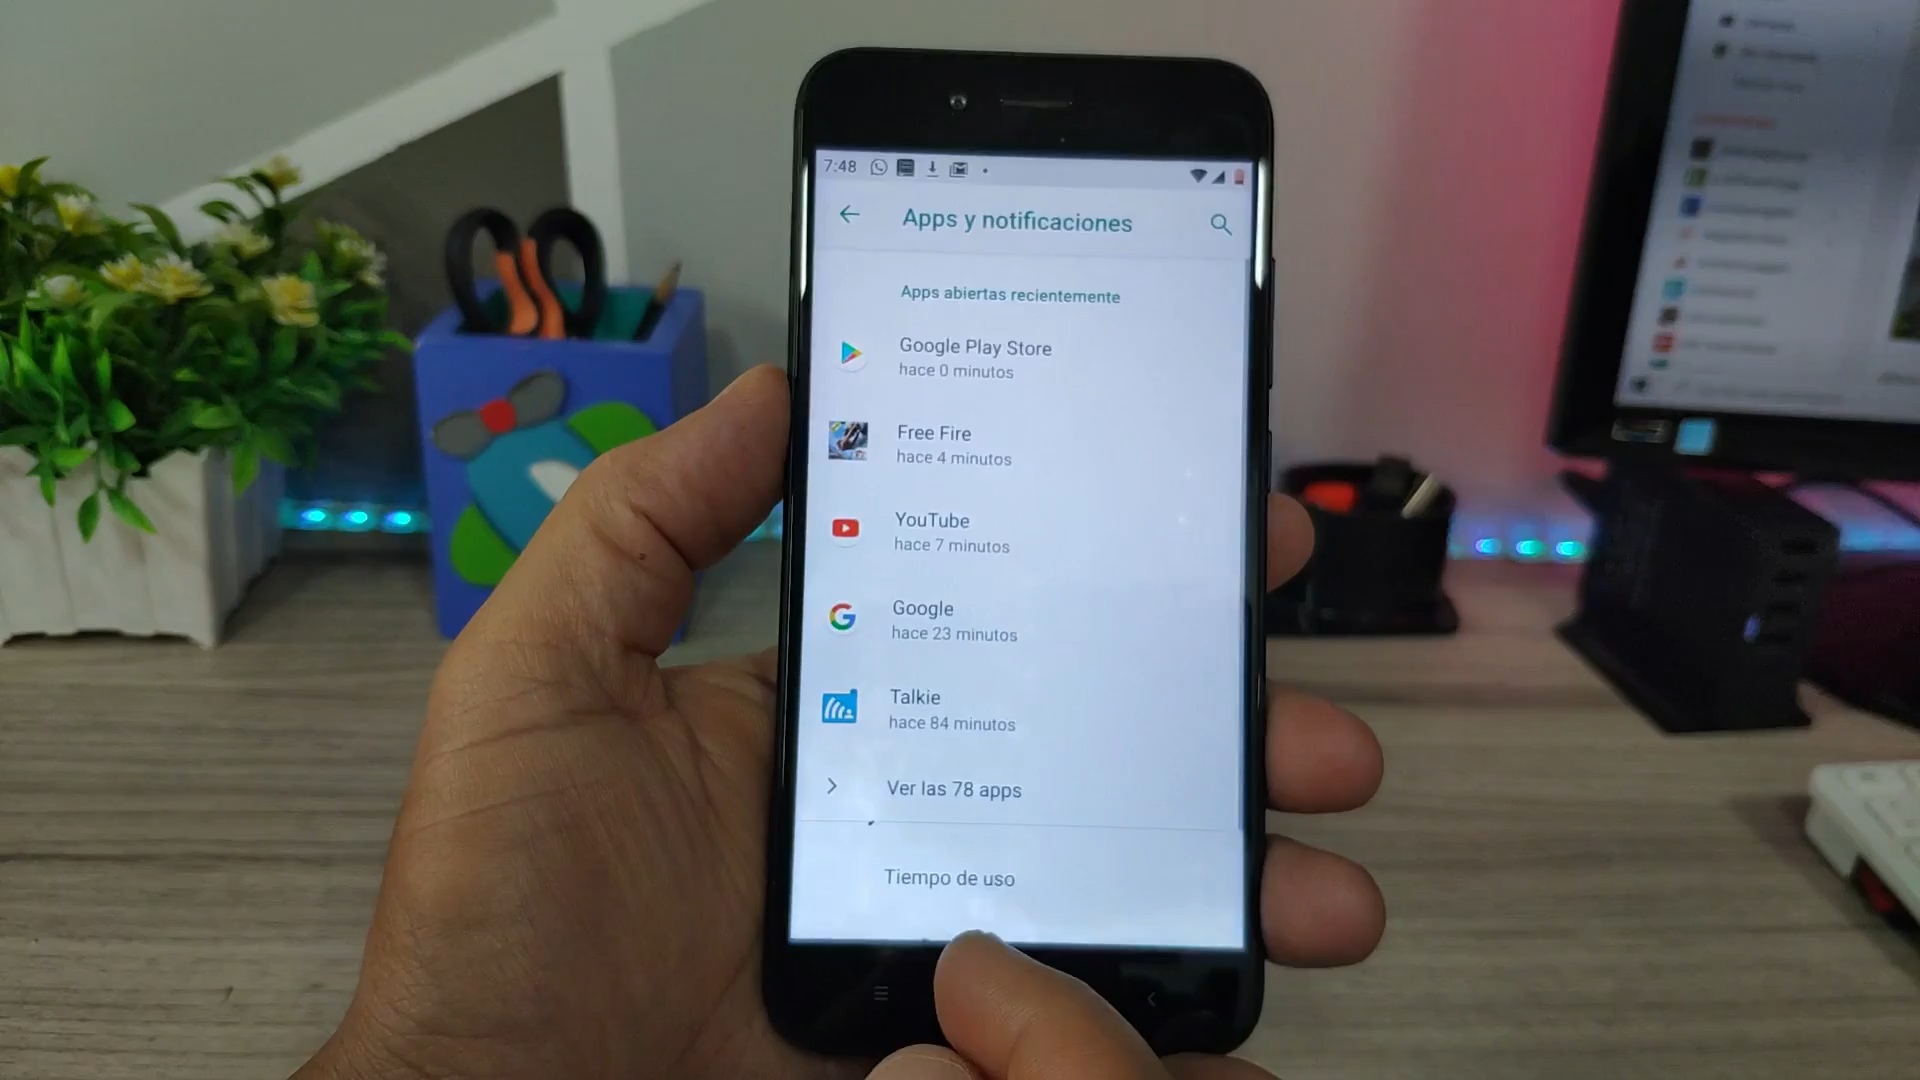 7:48
Apps y notificaciones
Apps abiertas recientemente
Google Play Store
hace 0 minutos
Free Fire
hace 4 minutos
YouTube
hace 7 minutos
Google
hace 23 minutos
Talkie
hace 84 minutos
Ver las 78 apps
Tiempo de uso